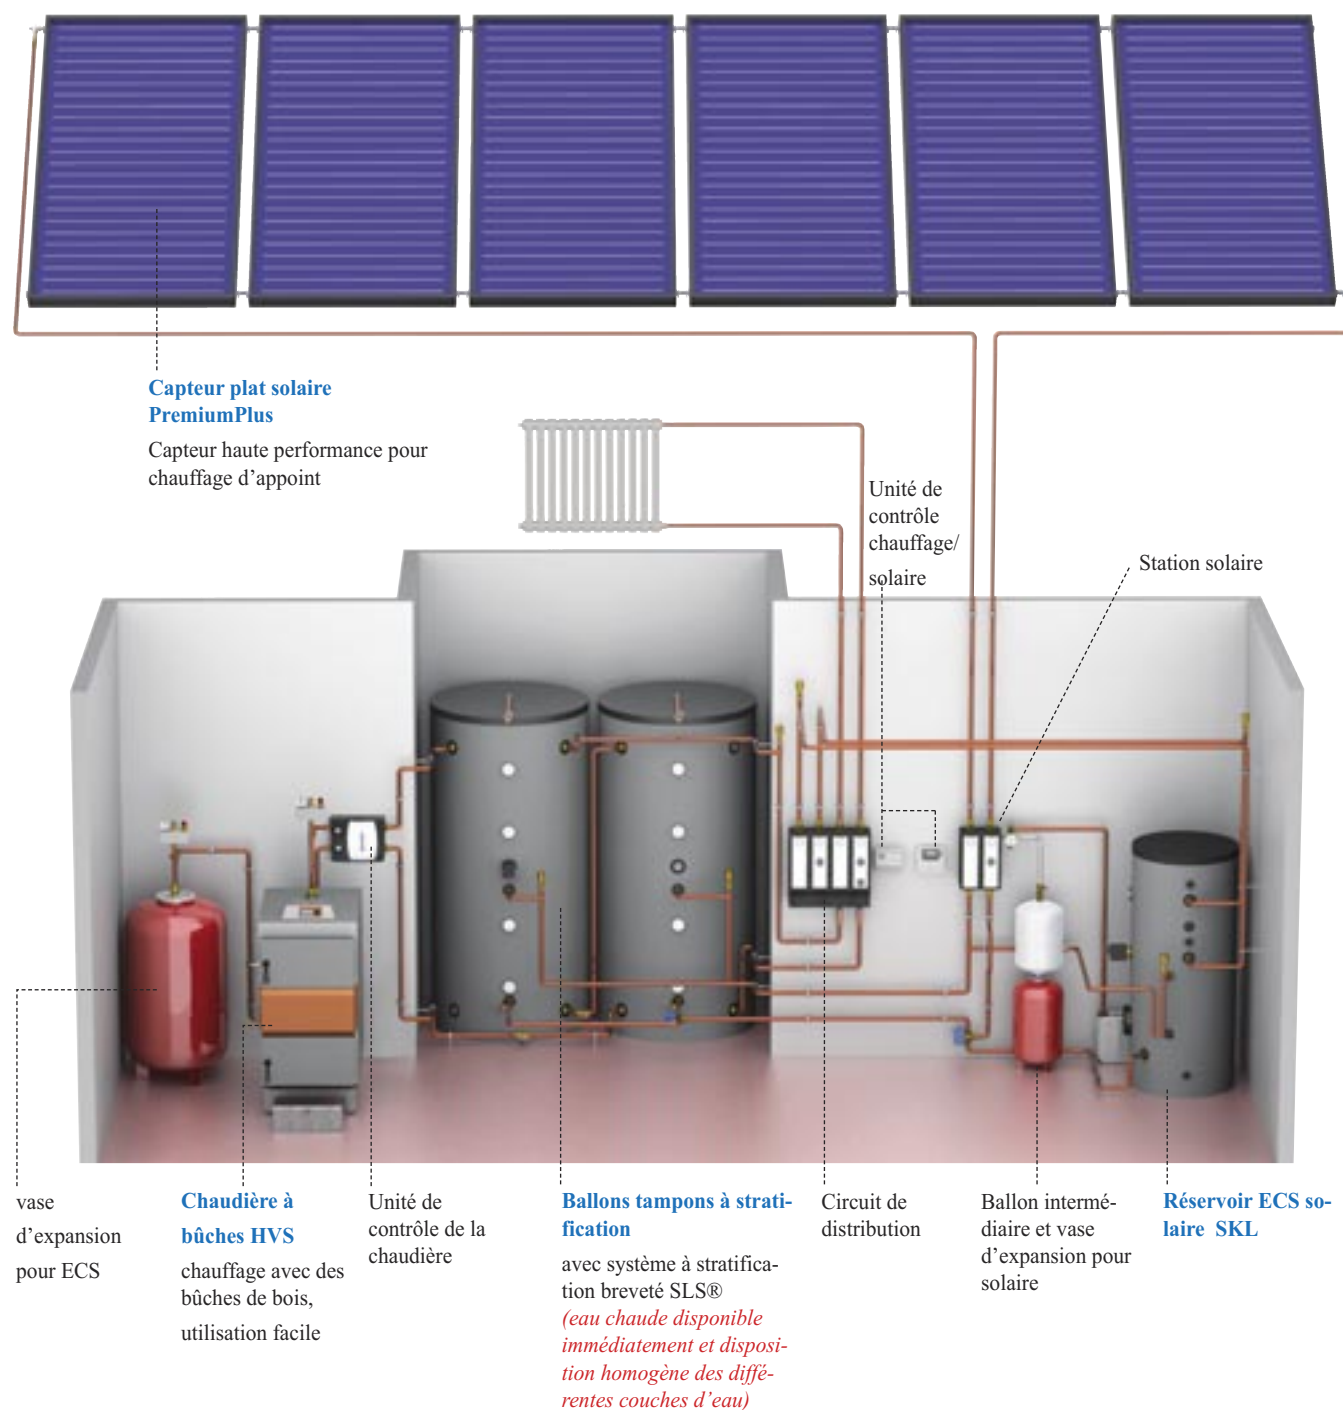 Capteur plat solaire
PremiumPlus
Capteur haute performance pour
chauffage d’appoint
Unité de
contrôle
chauffage/
solaire
Station solaire
vase
d’expansion
pour ECS
Chaudière à
bûches HVS
chauffage avec des
bûches de bois,
utilisation facile
Unité de
contrôle de la
chaudière
Ballons tampons à strati-
fication
avec système à stratifica-
tion breveté SLS®
(eau chaude disponible
immédiatement et disposi-
tion homogène des diffé-
rentes couches d’eau)
Circuit de
distribution
Ballon intermé-
diaire et vase
d’expansion pour
solaire
Réservoir ECS so-
laire SKL